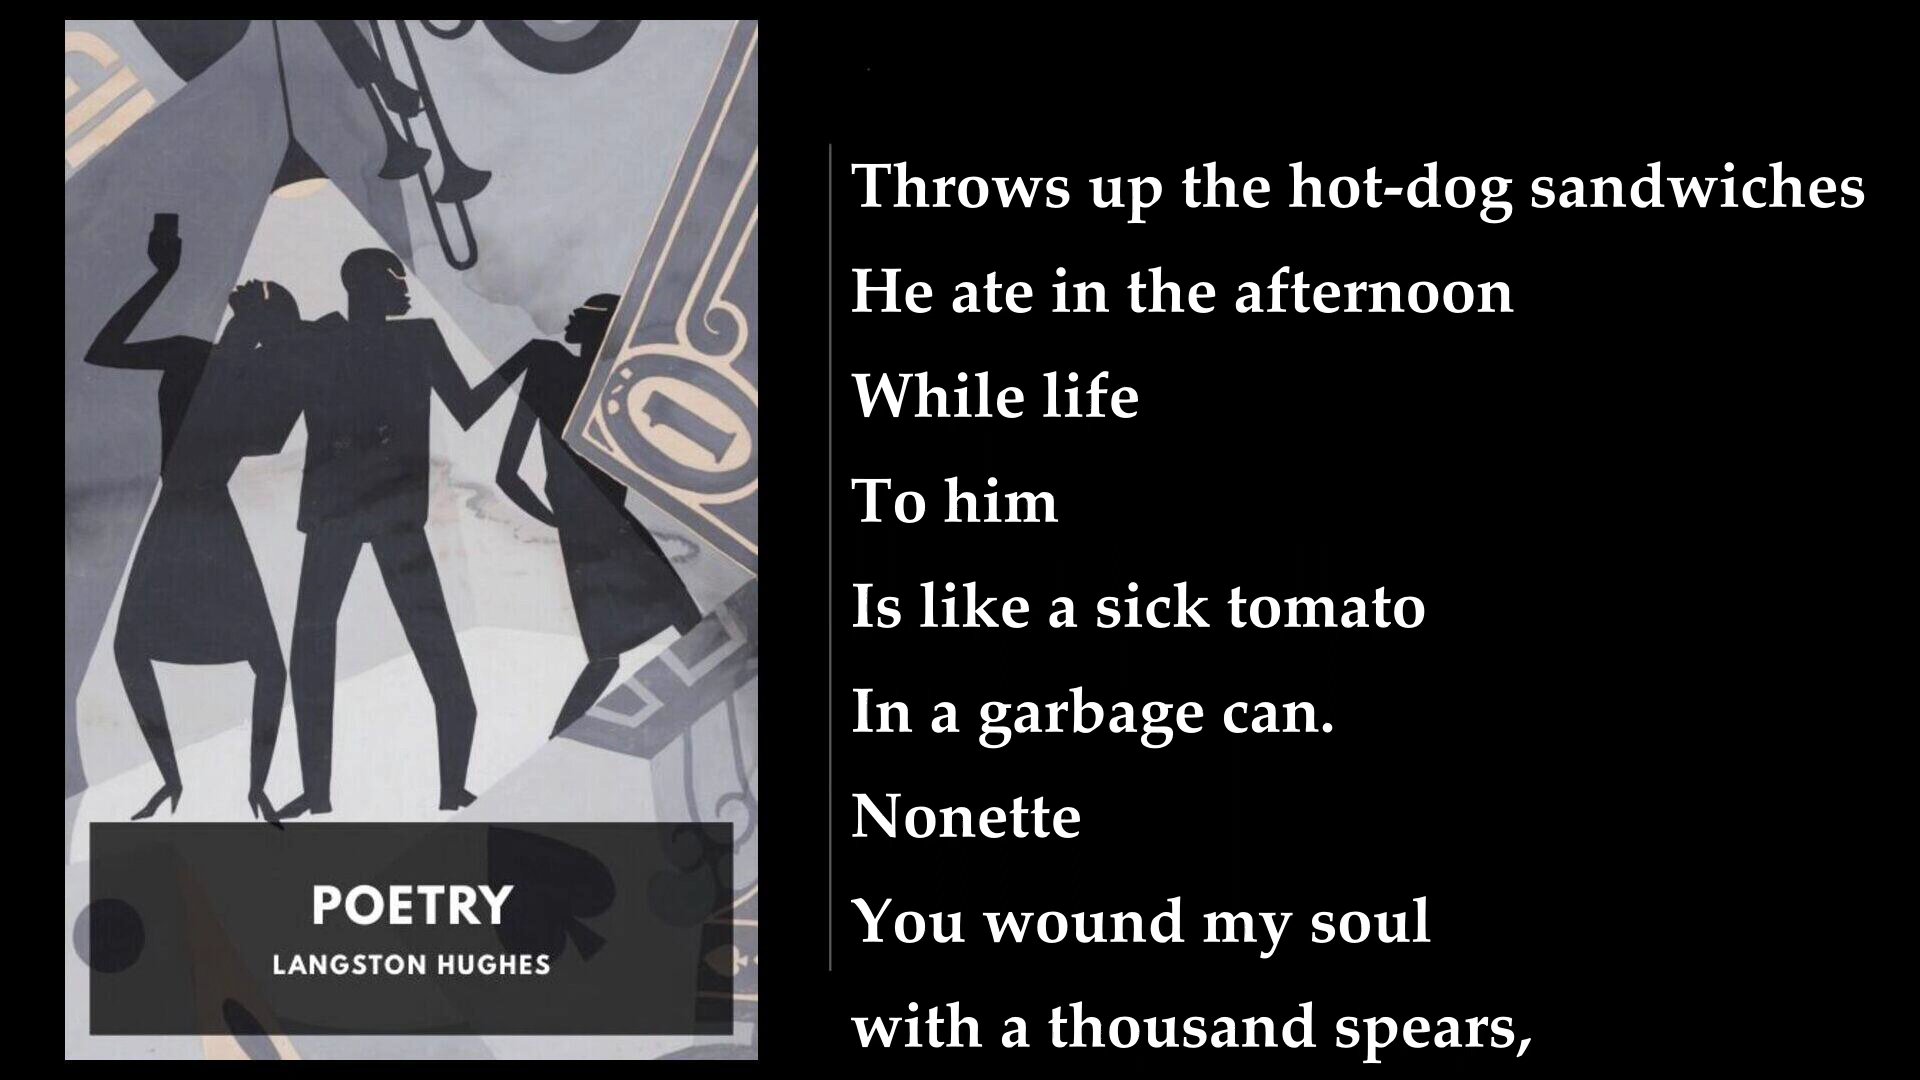 POETRY
LANGSTON HUGHES
Throws up the hot-dog sandwiches
He ate in the afternoon
While life
To him
Is like a sick tomato
In a garbage can.
Nonette
You wound my soul
with a thousand spears,